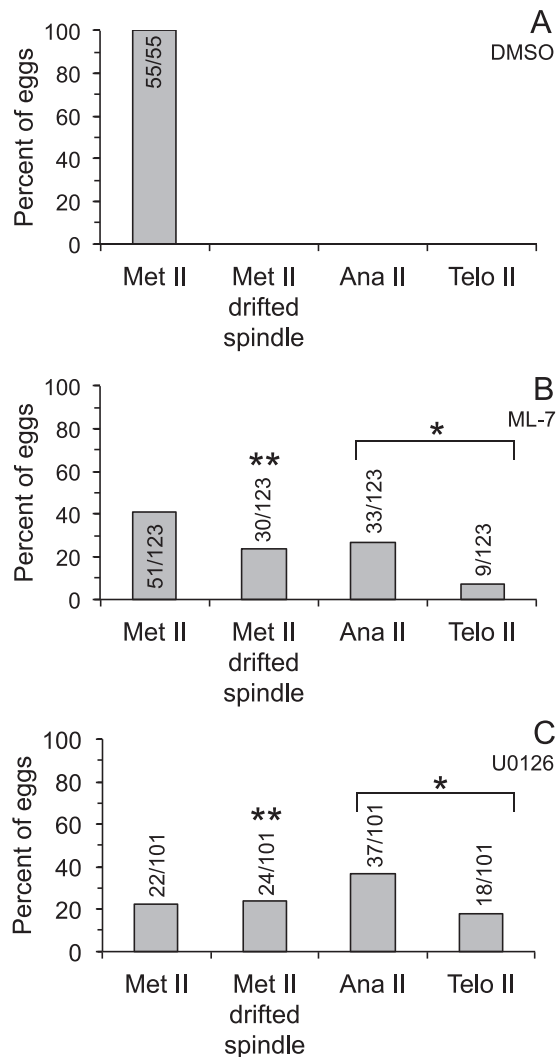 A
DMSO
Percent of eggs
100
80
60
40
20
0
55/55
Met II
Met II
drifted
spindle
Ana II
Telo II
B
ML-7
Percent of eggs
100
80
60
40
20
0
51/123
**
30/123
33/123
*
9/123
Met II
Met II
drifted
spindle
Ana II
Telo II
C
U0126
Percent of eggs
100
80
60
40
20
0
22/101
**
24/101
37/101
*
18/101
Met II
Met II
drifted
spindle
Ana II
Telo II